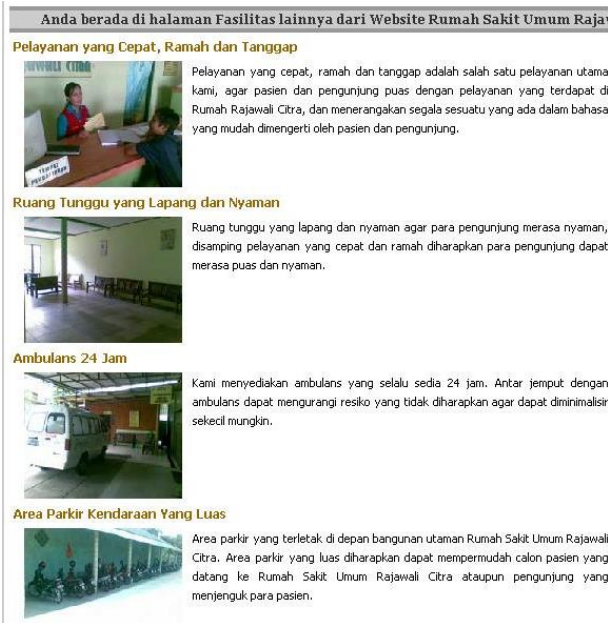 Anda berada di halaman Fasilitas lainnya dari Website Rumah Sakit Umum
Pelayanan yang Cepat, Ramah dan Tanggap
Pelayanan yang cepat, ramah dan tanggap adalah salah satu pelayanan utama
kami, agar pasien dan pengunjung puas dengan pelayanan yang terdapat di
Rumah Rajawali Citra, dan menerangakan segala sesuatu yang ada dalam bahasa
yang mudah dimengerti oleh pasien dan pengunjung.
Ruang Tunggu yang Lapang dan Nyaman
Ruang tunggu yang lapang dan nyaman agar para pengunjung merasa nyaman,
disamping pelayanan yang cepat dan ramah diharapkan para pengunjung dapat
merasa puas dan nyaman.
Ambulans 24 Jam
Kami menyediakan ambulans yang selalu sedia 24 jam. Antar jemput dengan
ambulans dapat mengurangi resiko yang tidak diharapkan agar dapat diminimalisir
sekecil mungkin.
Area Parkir Kendaraan Yang Luas
Area parkir yang terletak di depan bangunan utaman Rumah Sakit Umum Rajawali
Citra. Area parkir yang luas diharapkan dapat mempermudah calon pasien yang
datang ke Rumah Sakit Umum Rajawali Citra ataupun pengunjung yang
menjenguk para pasien.